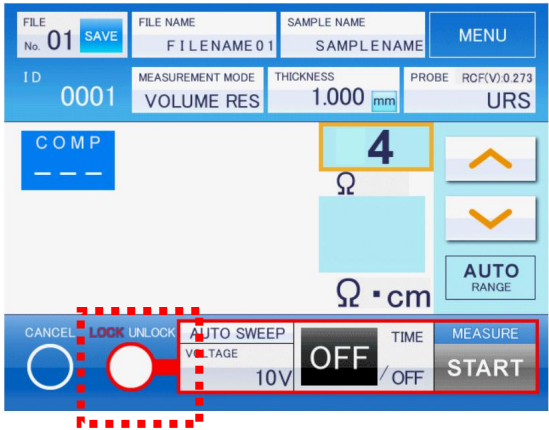 FILE
No. 01 SAVE
FILE NAME
FILENAME01
SAMPLE NAME
SAMPLENAME
MENU
ID
0001
MEASUREMENT MODE
VOLUME RES
THICKNESS
1.000 mm
PROBE RCF(V):0.273
URS
COMP
---
4
Ω
Ω・cm
AUTO
RANGE
CANCEL
LOCK UNLOCK
AUTO SWEEP
VOLTAGE
10V
OFF
TIME
/OFF
MEASURE
START